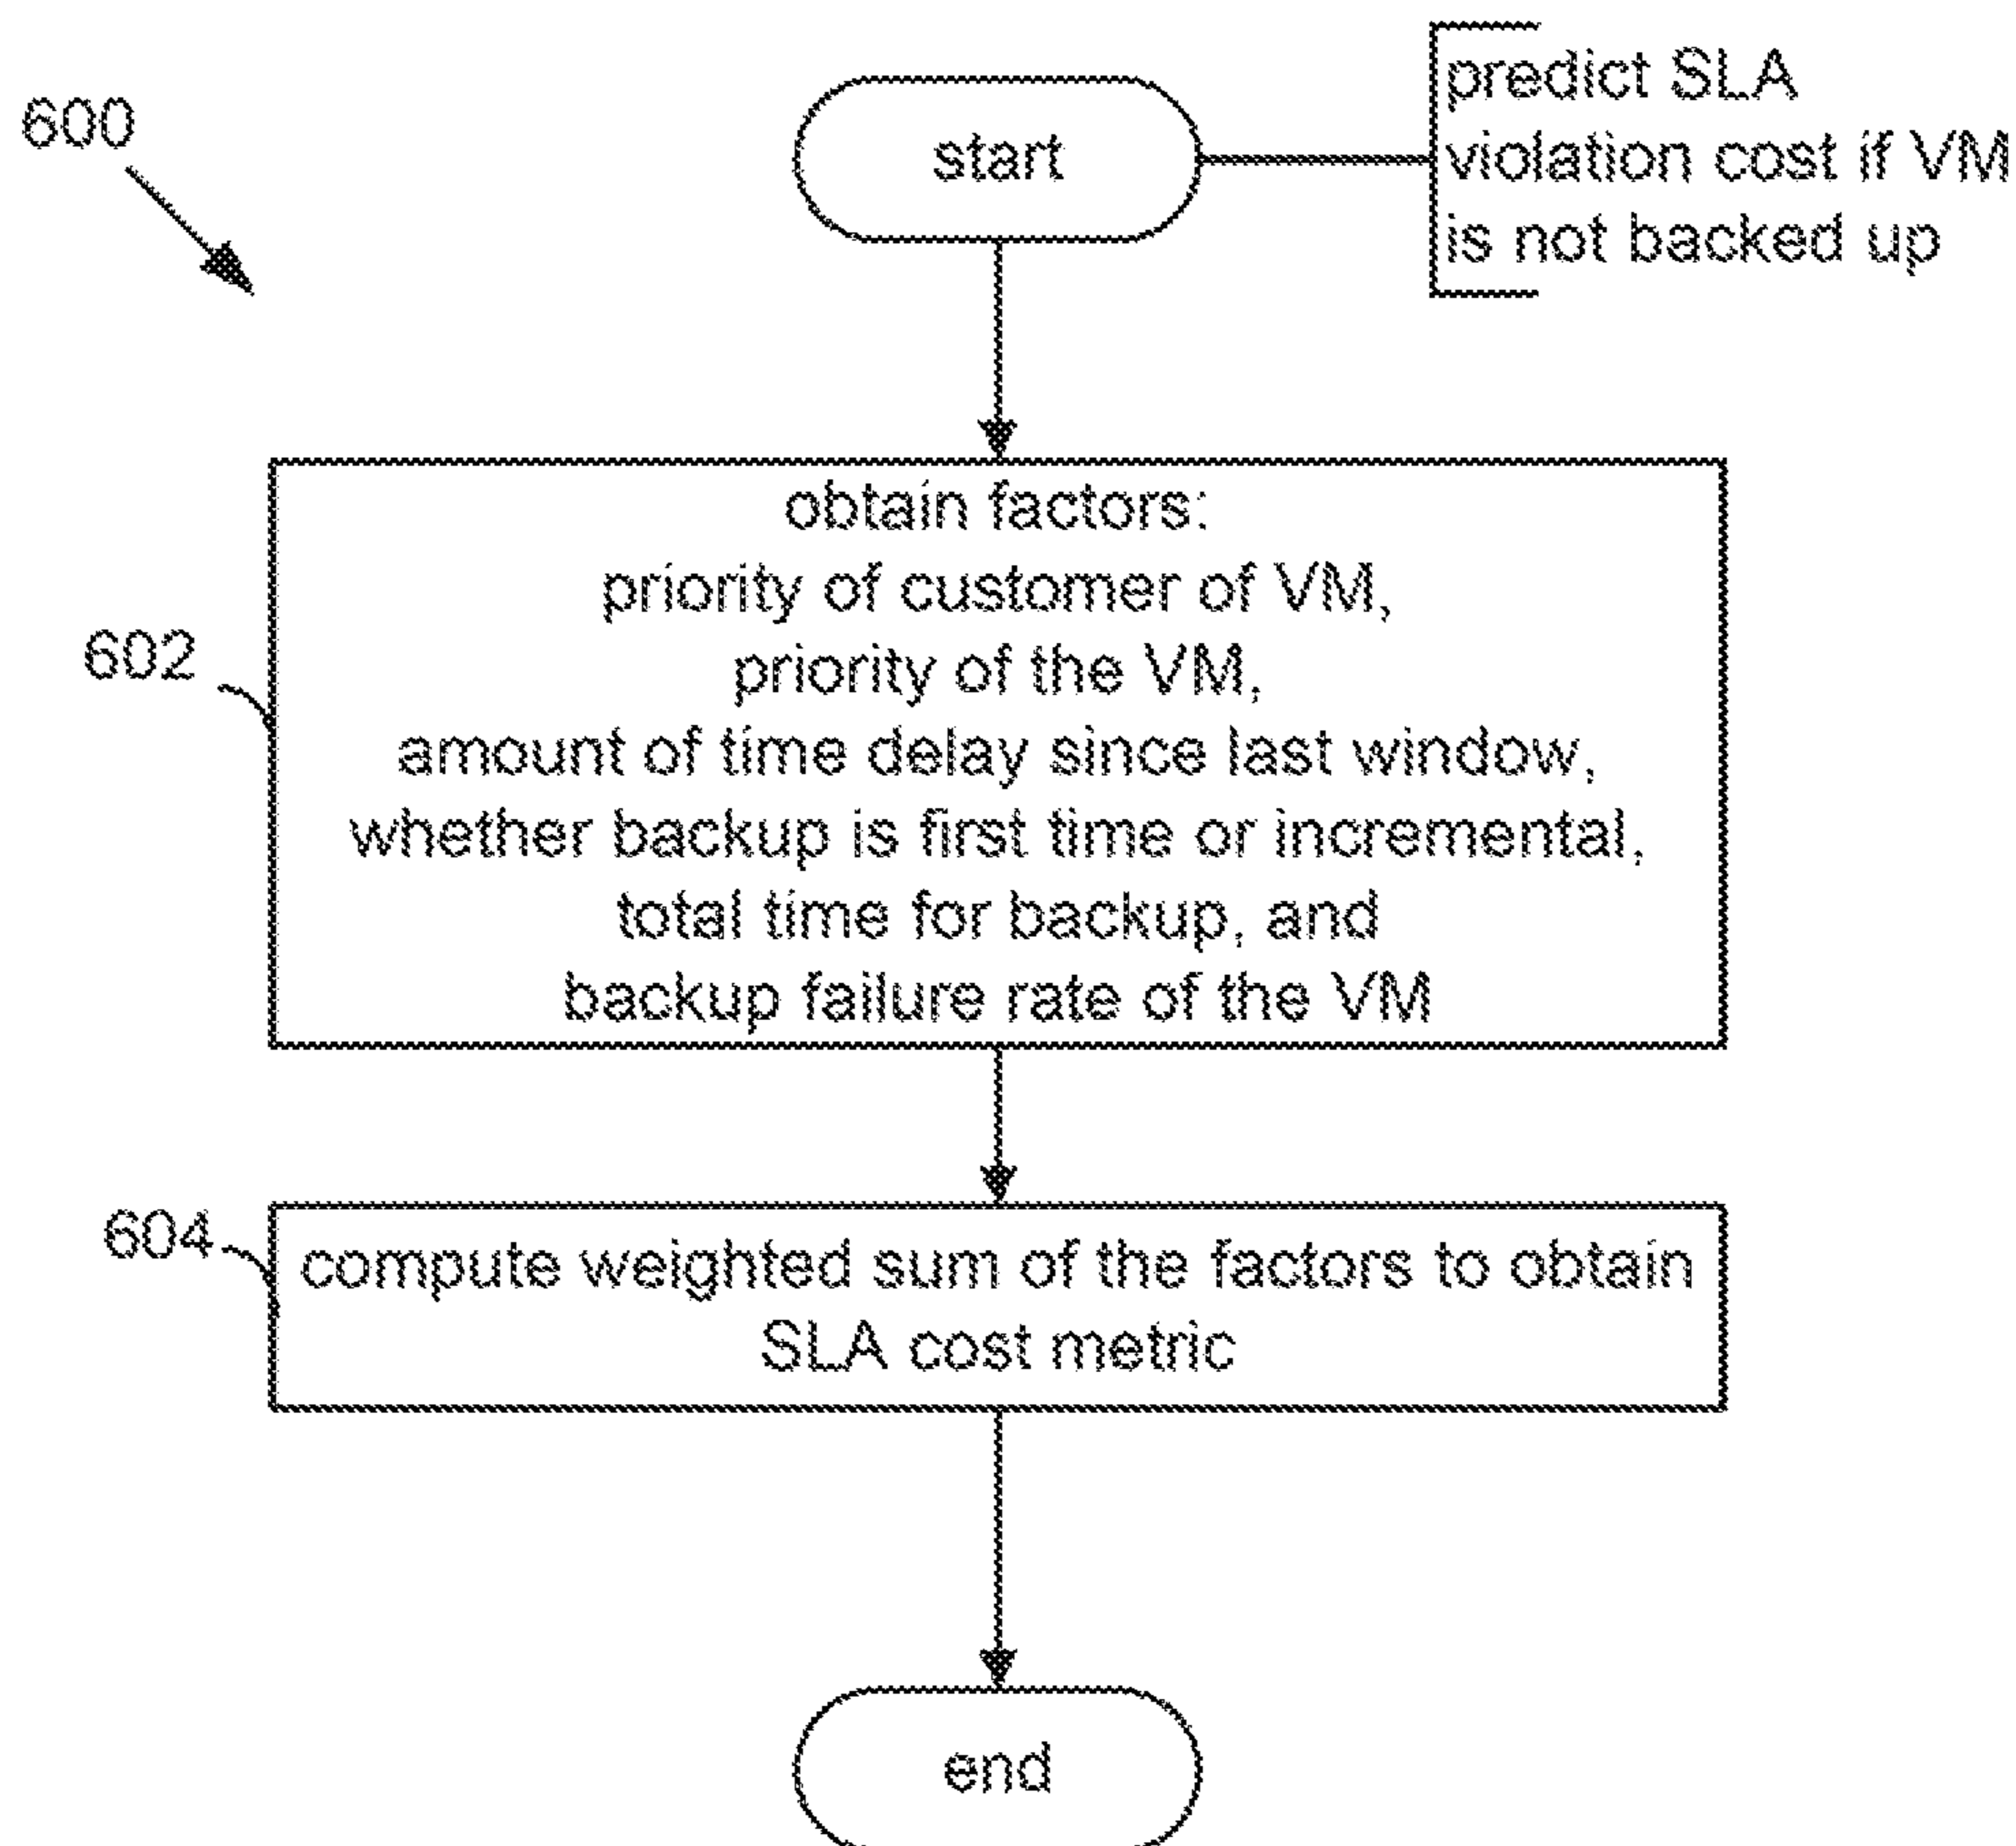 600
start
predict SLA
violation cost if VM
is not backed up
602
obtain factors:
priority of customer of VM,
priority of the VM,
amount of time delay since last window,
whether backup is first time or incremental,
total time for backup, and
backup failure rate of the VM
604
compute weighted sum of the factors to obtain
SLA cost metric
end